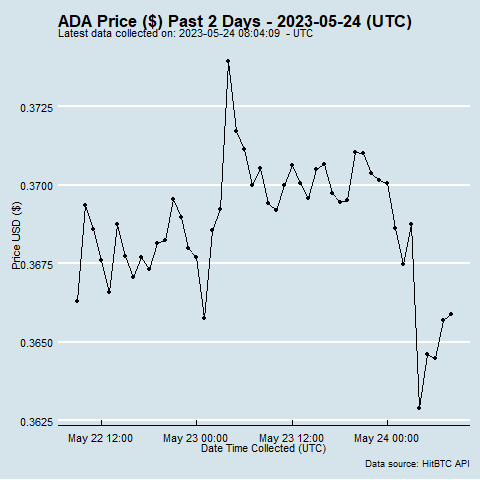 ADA Price ($) Past 2 Days - 2023-05-24 (UTC)
Latest data collected on: 2023-05-24 08:04:09 - UTC
Price USD ($)
0.3725
0.3700
0.3675
0.3650
0.3625
May 22 12:00 May 23 00:00 May 23 12:00 May 24 00:00
Date Time Collected (UTC)
Data source: HitBTC API